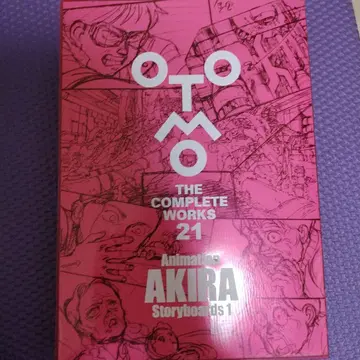 OTOMO
THE
COMPLETE
WORKS
21
Animation
AKIRA
Storyboards 1